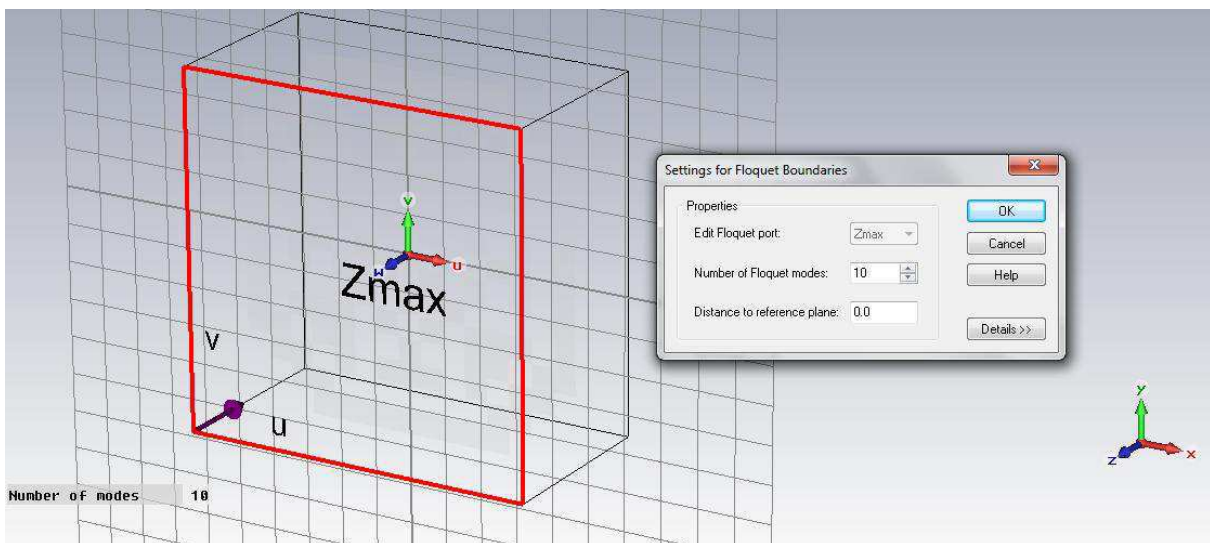 Settings for Floquet Boundaries
X
Properties
Edit Floquet port: Zmax
Number of Floquet modes: 10
Distance to reference plane: 0.0
OK
Cancel
Help
Details >>
v
w
u
Zmax
v
u
y
z
x
Number of modes 10